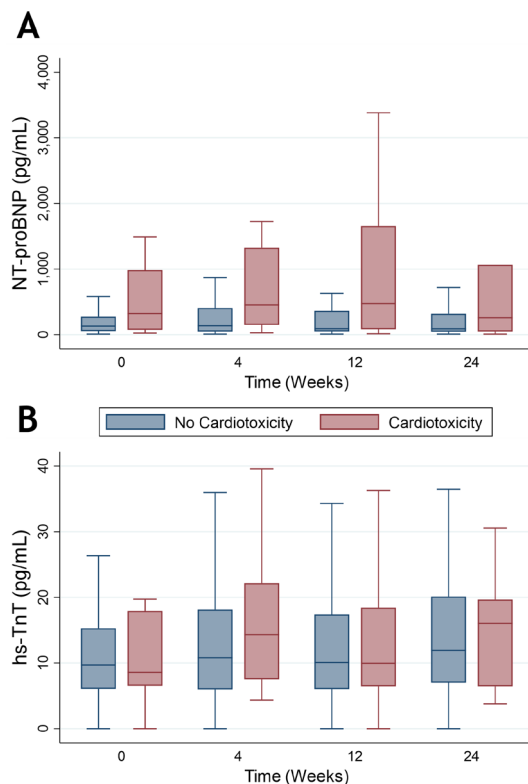 A
NT-proBNP (pg/mL)
4,000
3,000
2,000
1,000
0
0 4 12 24
Time (Weeks)
B
No Cardiotoxicity Cardiotoxicity
hs-TnT (pg/mL)
40
30
20
10
0
0 4 12 24
Time (Weeks)